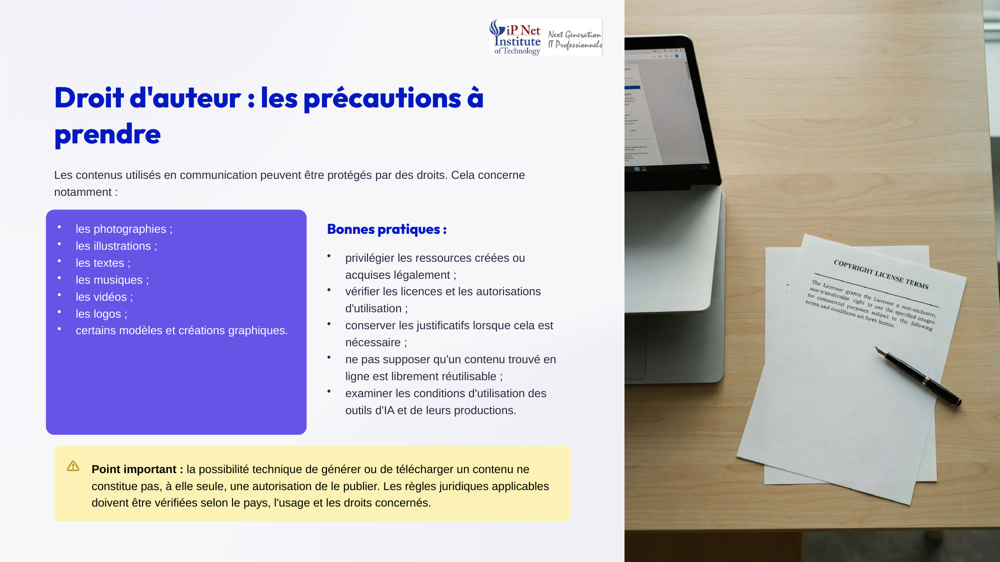 iP Net
Institute
of Technology
Next Generation
IT Professionnels
Droit d'auteur : les précautions à
prendre
Les contenus utilisés en communication peuvent être protégés par des droits. Cela concerne
notamment :
• les photographies ;
• les illustrations ;
• les textes ;
• les musiques ;
• les vidéos ;
• les logos ;
• certains modèles et créations graphiques.
Bonnes pratiques :
• privilégier les ressources créées ou
acquises légalement ;
• vérifier les licences et les autorisations
d'utilisation ;
• conserver les justificatifs lorsque cela est
nécessaire ;
• ne pas supposer qu'un contenu trouvé en
ligne est librement réutilisable ;
• examiner les conditions d'utilisation des
outils d'IA et de leurs productions.
Point important : la possibilité technique de générer ou de télécharger un contenu ne
constitue pas, à elle seule, une autorisation de le publier. Les règles juridiques applicables
doivent être vérifiées selon le pays, l'usage et les droits concernés.
COPYRIGHT LICENSE TERMS
The Licensor grants the Licensee a non-exclusive,
non-transferable right to use the specified images
for commercial purposes subject to the following
terms and conditions set forth herein.